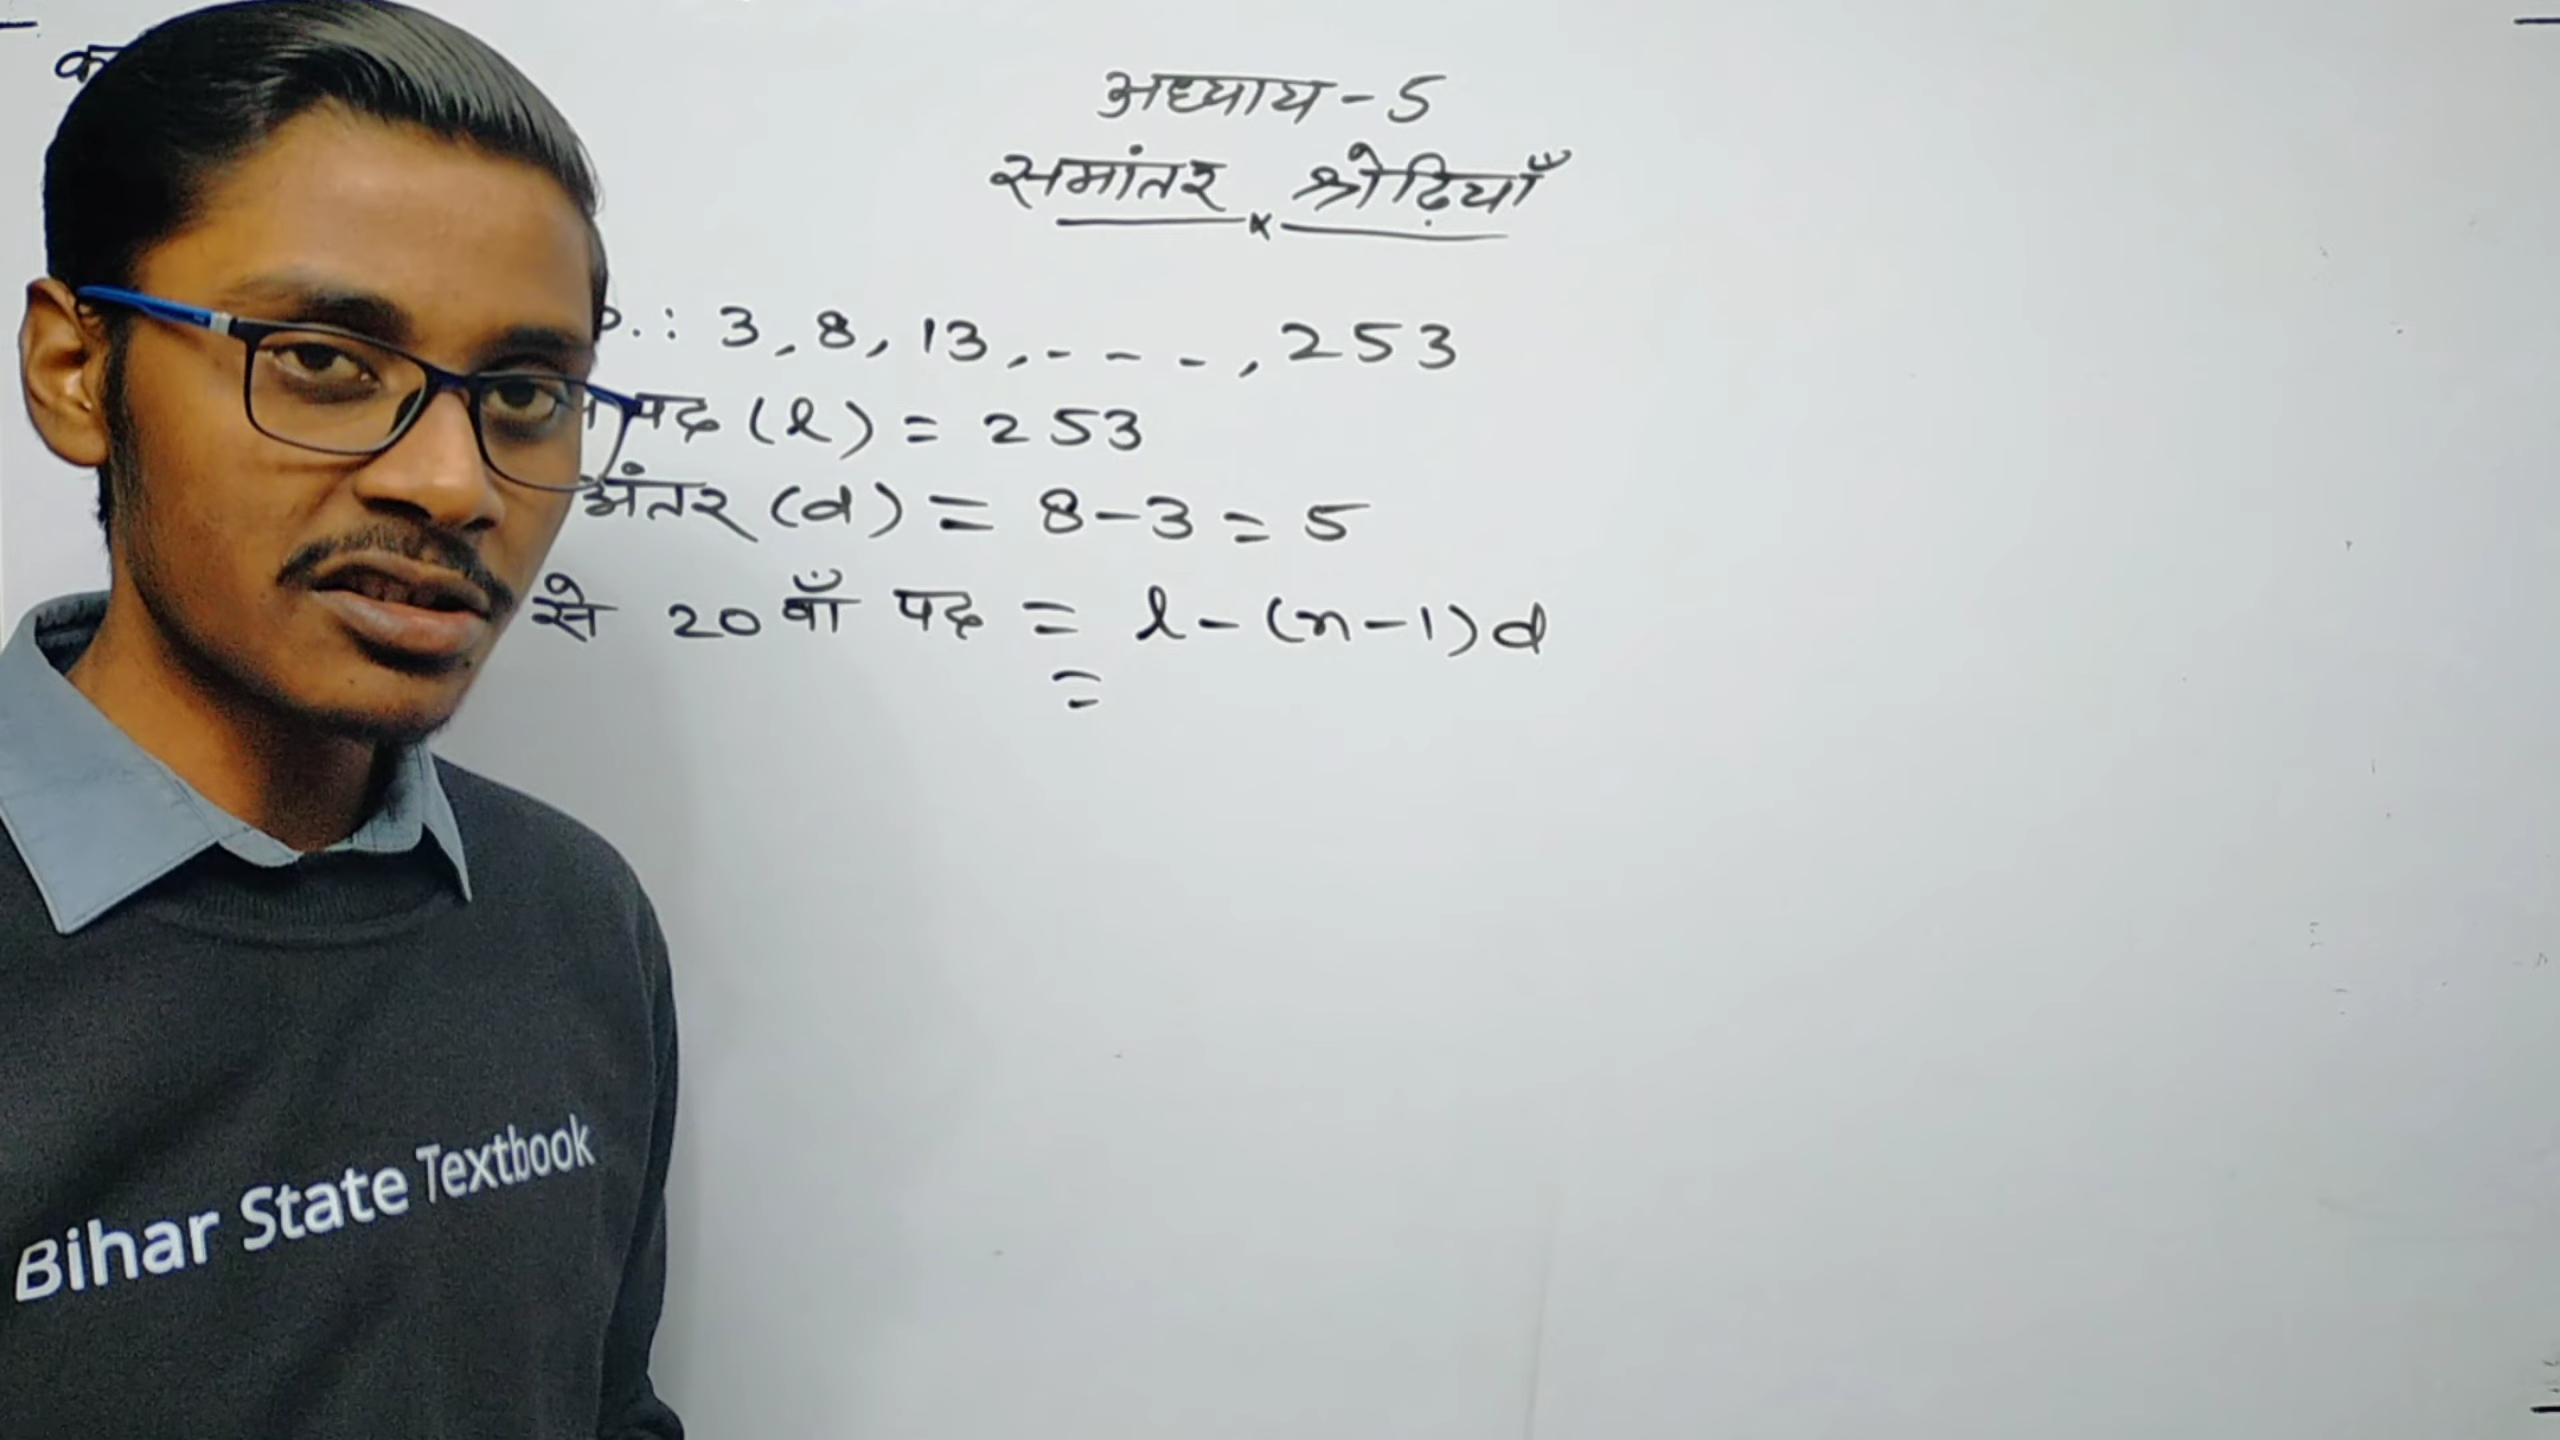 अध्याय - 5
समांतर श्रेढ़ियाँ
: 3, 8, 13, - - - , 253
पद (l) = 253
अंतर (d) = 8 - 3 = 5
से 20 वाँ पद = l - (n - 1) d
=
Bihar State Textbook